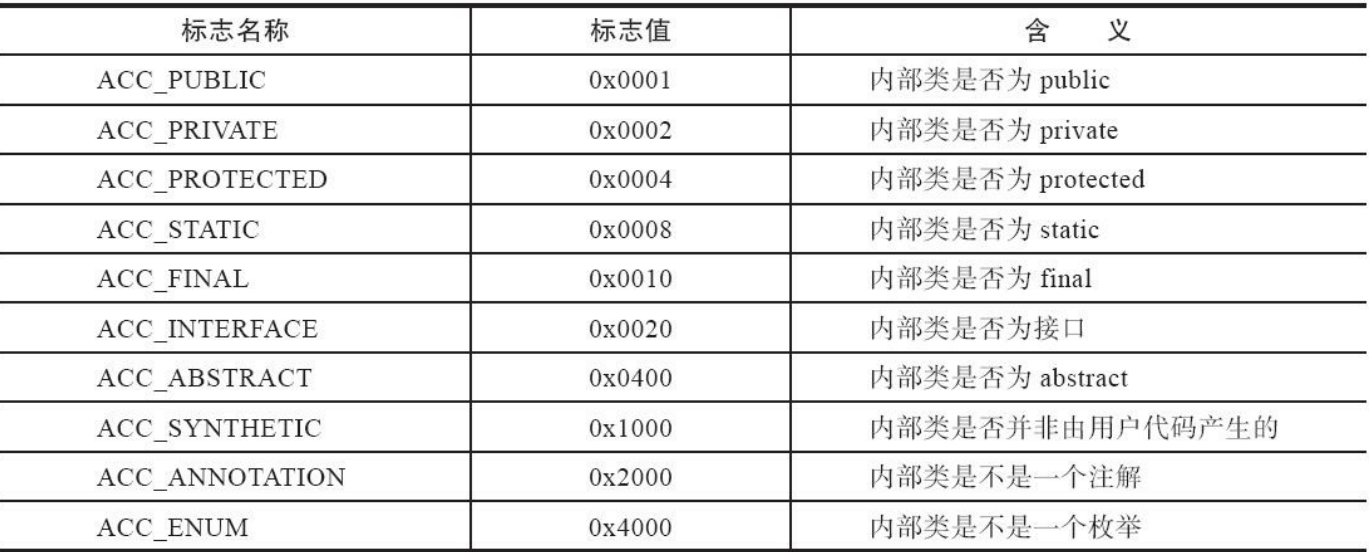 标志名称 标志值 含 义
ACC_PUBLIC 0x0001 内部类是否为 public
ACC_PRIVATE 0x0002 内部类是否为 private
ACC_PROTECTED 0x0004 内部类是否为 protected
ACC_STATIC 0x0008 内部类是否为 static
ACC_FINAL 0x0010 内部类是否为 final
ACC_INTERFACE 0x0020 内部类是否为接口
ACC_ABSTRACT 0x0400 内部类是否为 abstract
ACC_SYNTHETIC 0x1000 内部类是否并非由用户代码产生的
ACC_ANNOTATION 0x2000 内部类是不是一个注解
ACC_ENUM 0x4000 内部类是不是一个枚举